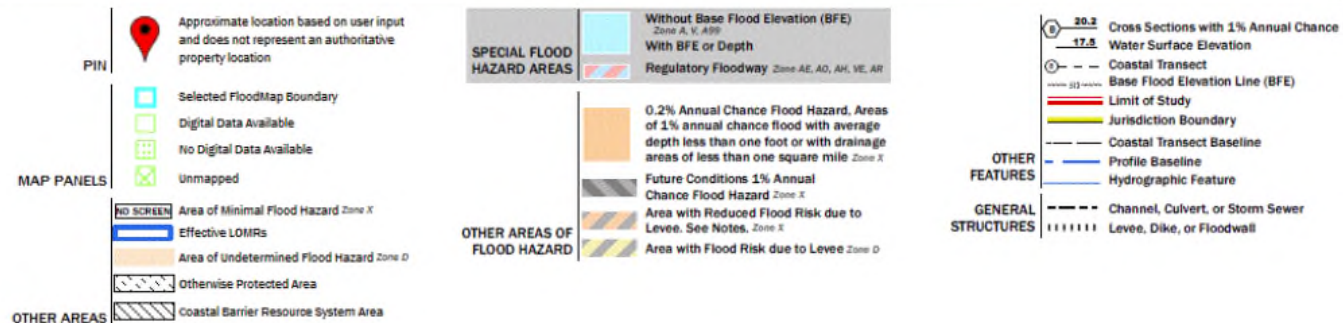 Approximate location based on user input
and does not represent an authoritative
property location
PIN
Selected FloodMap Boundary
Digital Data Available
No Digital Data Available
Unmapped
MAP PANELS
NO SCREEN Area of Minimal Flood Hazard Zone X
Effective LOMRs
Area of Undetermined Flood Hazard Zone D
Otherwise Protected Area
Coastal Barrier Resource System Area
OTHER AREAS
Without Base Flood Elevation (BFE)
Zone A, V, A99
With BFE or Depth
Regulatory Floodway Zone AE, AO, AH, VE, AR
SPECIAL FLOOD
HAZARD AREAS
0.2% Annual Chance Flood Hazard, Areas
of 1% annual chance flood with average
depth less than one foot or with drainage
areas of less than one square mile Zone X
Future Conditions 1% Annual
Chance Flood Hazard Zone X
Area with Reduced Flood Risk due to
Levee. See Notes. Zone X
Area with Flood Risk due to Levee Zone D
OTHER AREAS OF
FLOOD HAZARD
20.2 Cross Sections with 1% Annual Chance
17.5 Water Surface Elevation
Coastal Transect
Base Flood Elevation Line (BFE)
Limit of Study
Jurisdiction Boundary
Coastal Transect Baseline
Profile Baseline
Hydrographic Feature
OTHER
FEATURES
Channel, Culvert, or Storm Sewer
Levee, Dike, or Floodwall
GENERAL
STRUCTURES